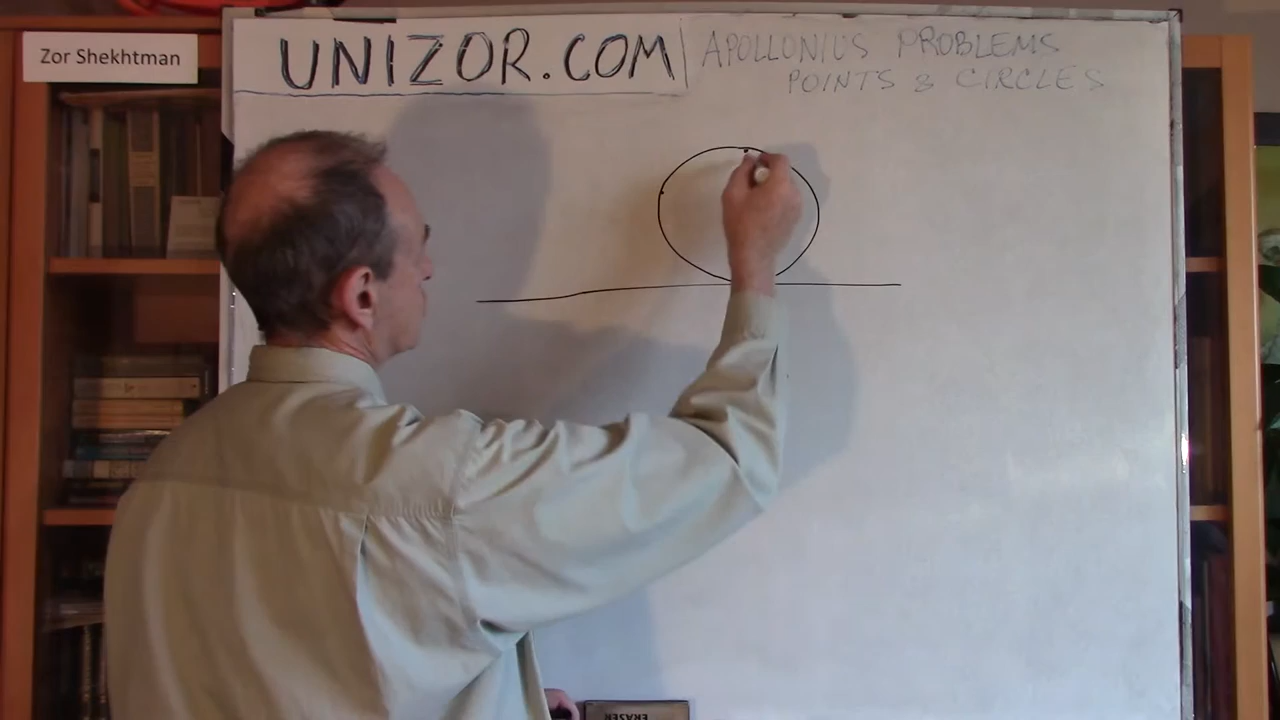 Zor Shekhtman
UNIZOR.COM
APOLLONIUS PROBLEMS
POINTS & CIRCLES
ERASER